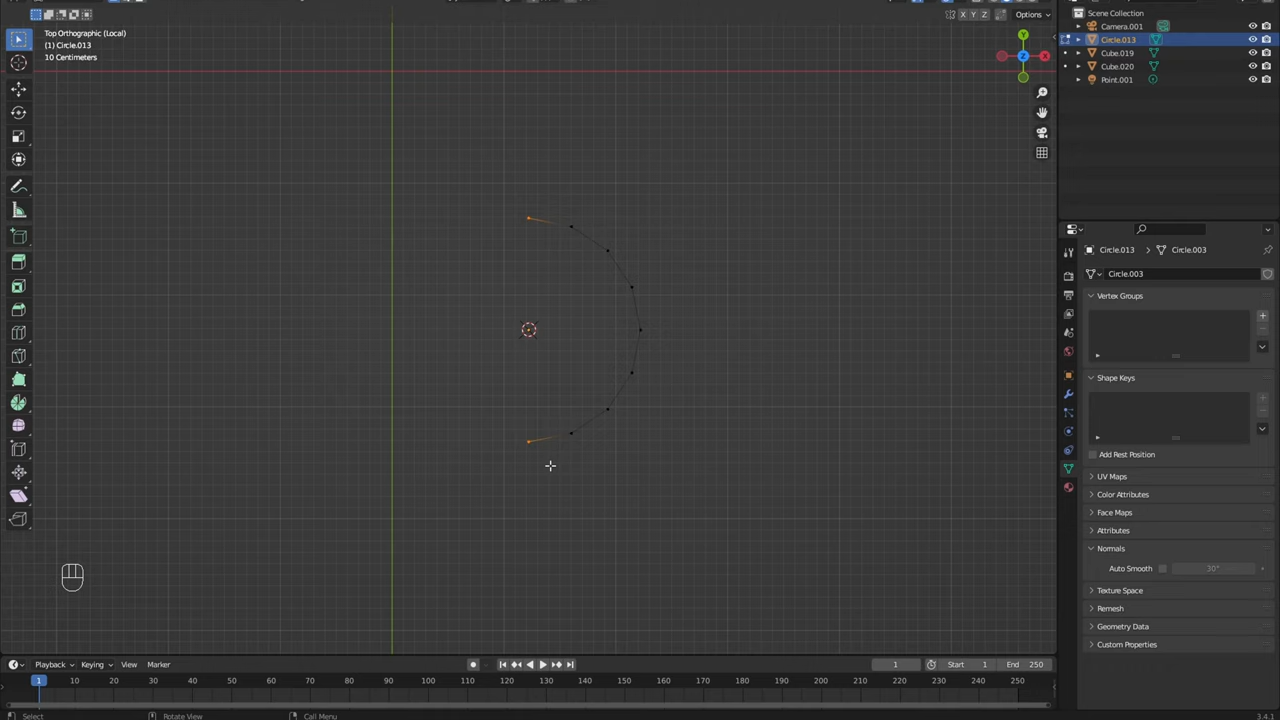 X Y Z Options
Top Orthographic (Local)
(1) Circle.013
10 Centimeters
Y
X
Z
Scene Collection
Camera.001
Circle.013
Cube.019
Cube.020
Point.001
Circle.013 Circle.003
Circle.003
Vertex Groups
Shape Keys
Add Rest Position
UV Maps
Color Attributes
Face Maps
Attributes
Normals
Auto Smooth 30°
Texture Space
Remesh
Geometry Data
Custom Properties
Playback Keying View Marker 1 Start 1 End 250
1 10 20 30 40 50 60 70 80 90 100 110 120 130 140 150 160 170 180 190 200 210 220 230 240 250
Select Rotate View Call Menu 3.4.1